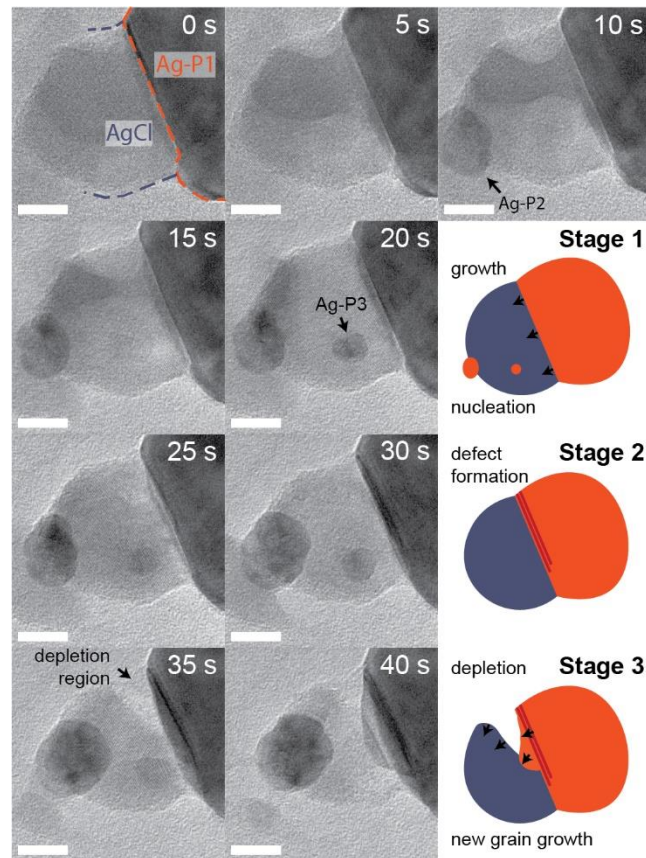 0 s
Ag-P1
AgCl
5 s
10 s
Ag-P2
15 s
20 s
Ag-P3
Stage 1
growth
nucleation
25 s
30 s
Stage 2
defect
formation
35 s
depletion
region
40 s
Stage 3
depletion
new grain growth